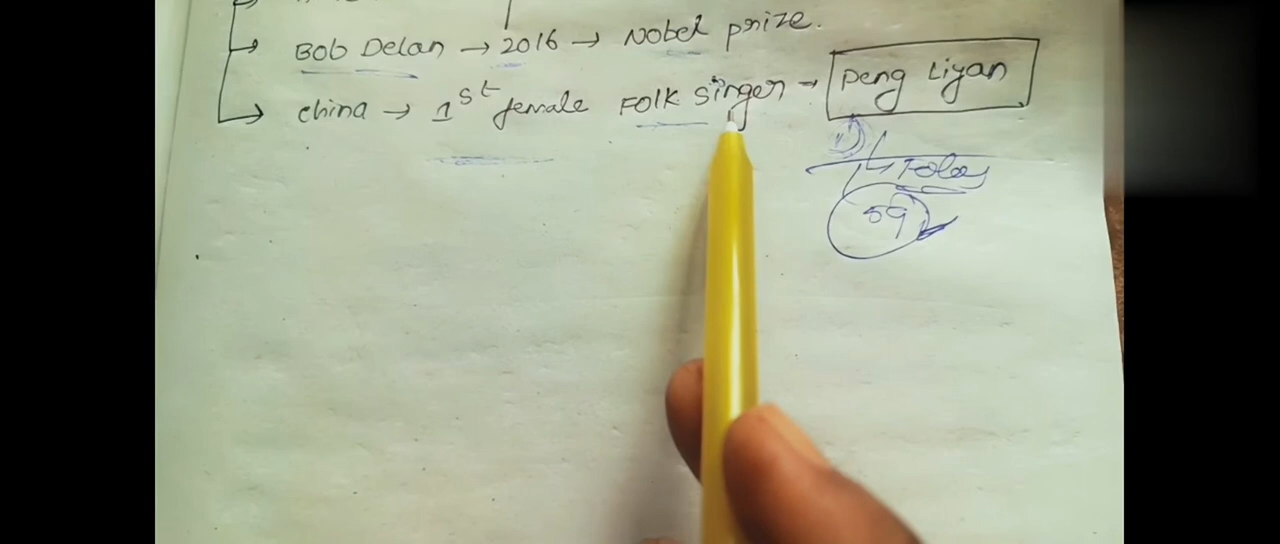 Bob Delan → 2016 → Nobel prize.
china → 1st female Folk singer → Peng Liyan
59